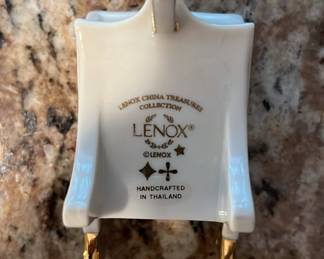 LENOX CHINA TREASURES
COLLECTION
LENOX®
©LENOX
HANDCRAFTED
IN THAILAND